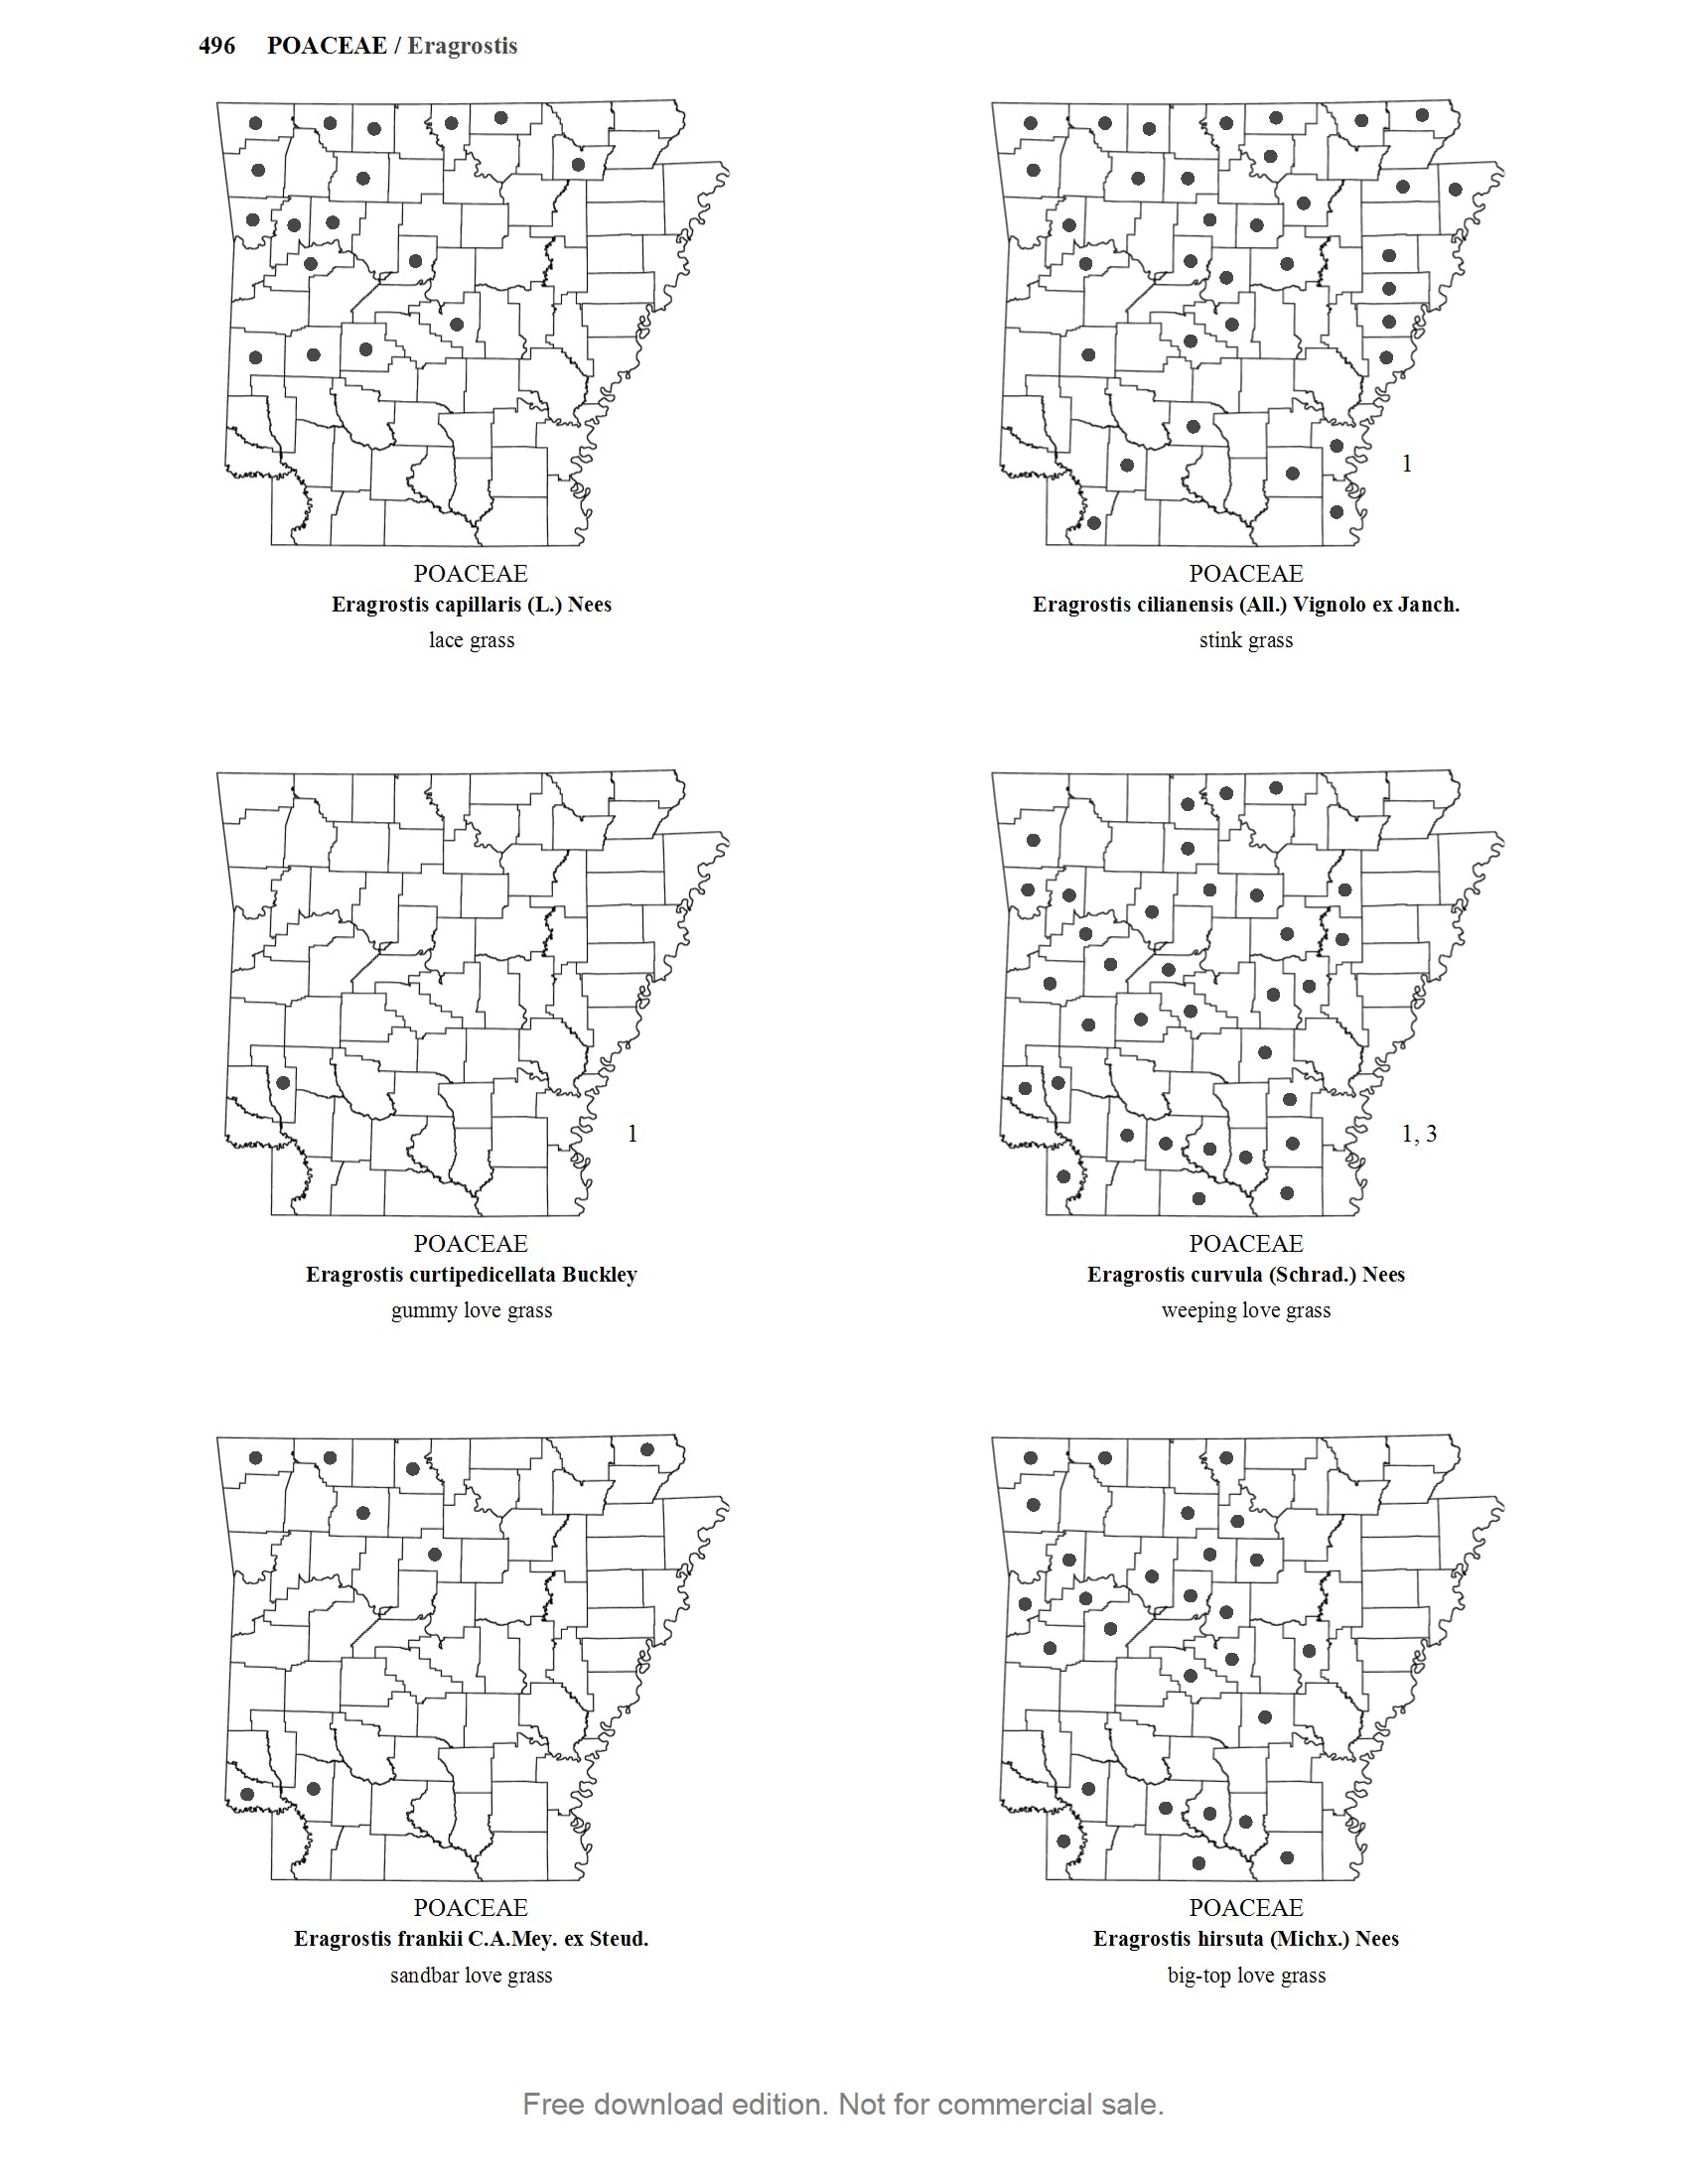 496 POACEAE / Eragrostis
POACEAE
Eragrostis capillaris (L.) Nees
lace grass
1
POACEAE
Eragrostis cilianensis (All.) Vignolo ex Janch.
stink grass
1
POACEAE
Eragrostis curtipedicellata Buckley
gummy love grass
1, 3
POACEAE
Eragrostis curvula (Schrad.) Nees
weeping love grass
POACEAE
Eragrostis frankii C.A.Mey. ex Steud.
sandbar love grass
POACEAE
Eragrostis hirsuta (Michx.) Nees
big-top love grass
Free download edition. Not for commercial sale.